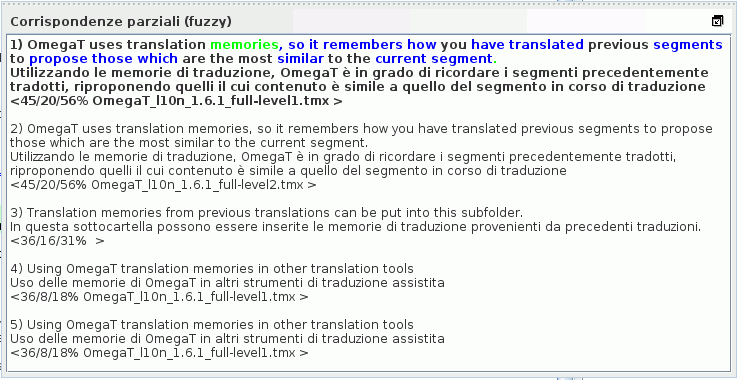 Corrispondenze parziali (fuzzy)
1) OmegaT uses translation memories, so it remembers how you have translated previous segments
to propose those which are the most similar to the current segment.
Utilizzando le memorie di traduzione, OmegaT è in grado di ricordare i segmenti precedentemente
tradotti, riproponendo quelli il cui contenuto è simile a quello del segmento in corso di traduzione
<45/20/56% OmegaT_l10n_1.6.1_full-level1.tmx >
2) OmegaT uses translation memories, so it remembers how you have translated previous segments to propose
those which are the most similar to the current segment.
Utilizzando le memorie di traduzione, OmegaT è in grado di ricordare i segmenti precedentemente tradotti,
riproponendo quelli il cui contenuto è simile a quello del segmento in corso di traduzione
<45/20/56% OmegaT_l10n_1.6.1_full-level2.tmx >
3) Translation memories from previous translations can be put into this subfolder.
In questa sottocartella possono essere inserite le memorie di traduzione provenienti da precedenti traduzioni.
<36/16/31%  >
4) Using OmegaT translation memories in other translation tools
Uso delle memorie di OmegaT in altri strumenti di traduzione assistita
<36/8/18% OmegaT_l10n_1.6.1_full-level1.tmx >
5) Using OmegaT translation memories in other translation tools
Uso delle memorie di OmegaT in altri strumenti di traduzione assistita
<36/8/18% OmegaT_l10n_1.6.1_full-level1.tmx >